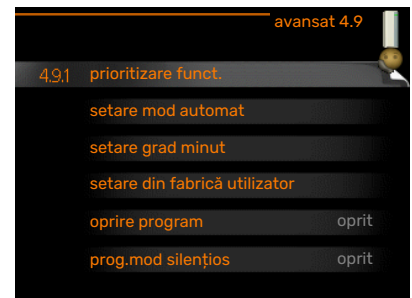 avansat 4.9
4.9.1 prioritizare funct.
setare mod automat
setare grad minut
setare din fabrică utilizator
oprire program oprit
prog.mod silențios oprit